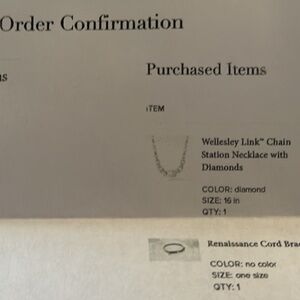 Order Confirmation
Purchased Items
ITEM
Wellesley Link™ Chain
Station Necklace with
Diamonds
COLOR: diamond
SIZE: 16 in
QTY: 1
Renaissance Cord
COLOR: no color
SIZE: one size
QTY: 1